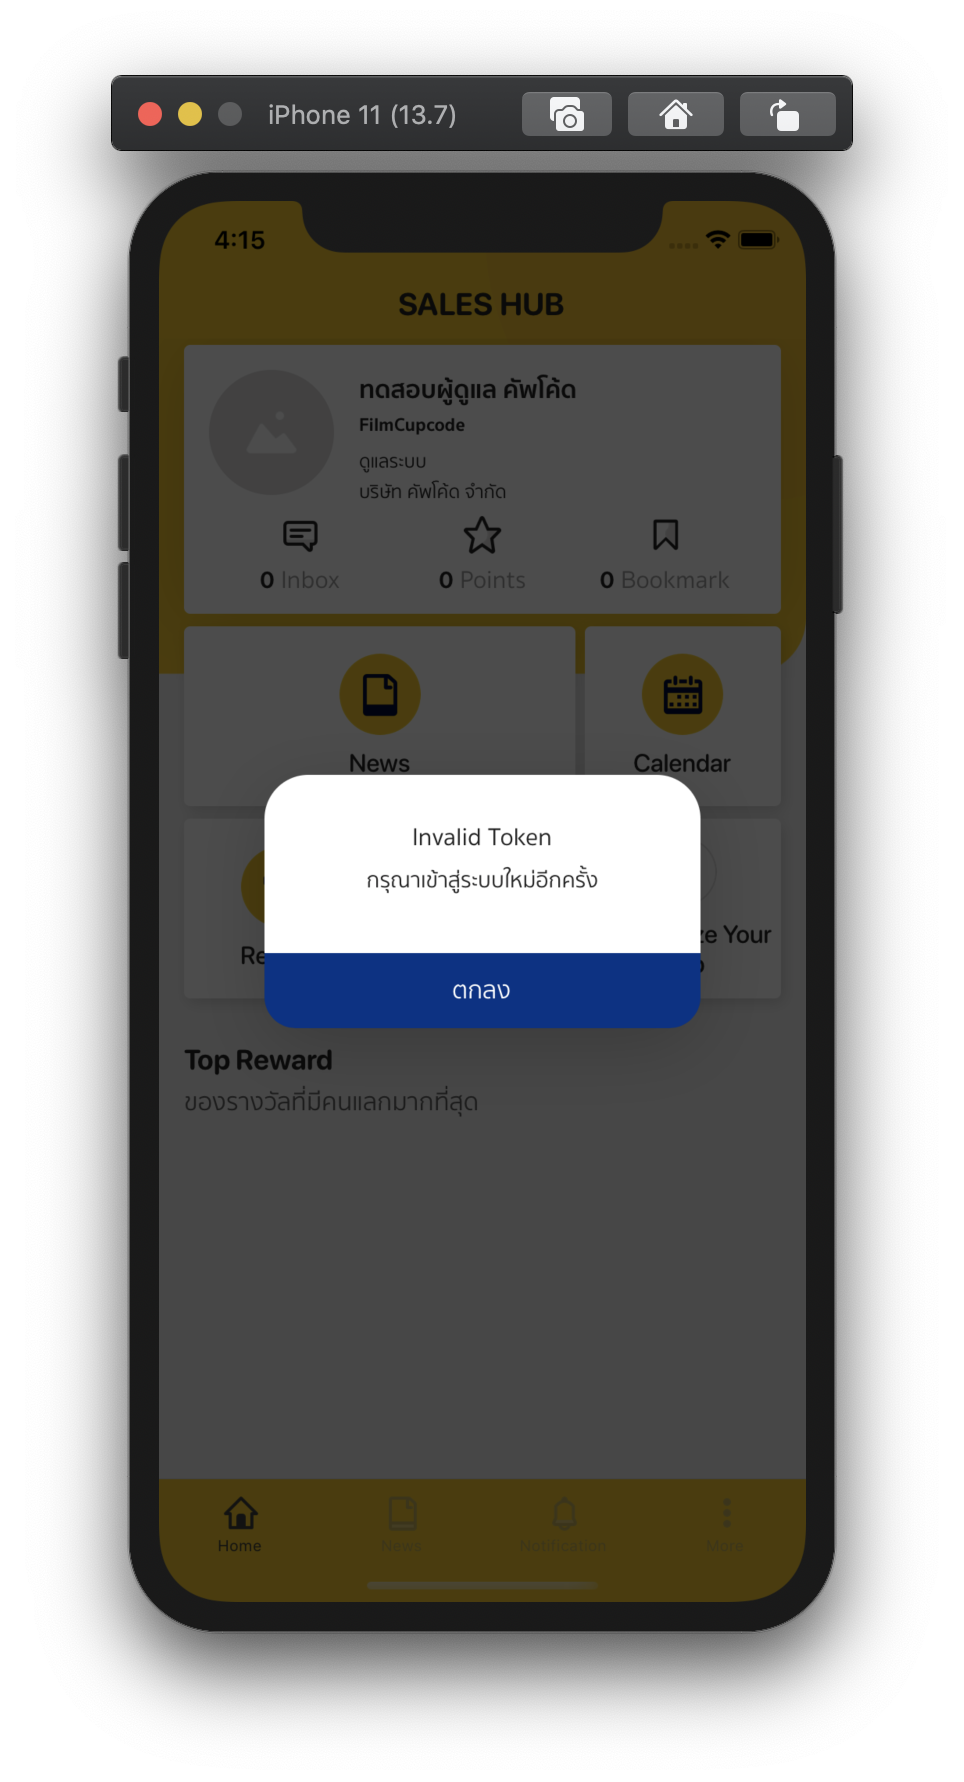 iPhone 11 (13.7)
4:15
SALES HUB
ทดสอบผู้ดูแล คัพโค้ด
FilmCupcode
ดูแลระบบ
บริษัท คัพโค้ด จำกัด
0 Inbox
0 Points
0 Bookmark
News
Calendar
Invalid Token
กรุณาเข้าสู่ระบบใหม่อีกครั้ง
Your
ตกลง
Top Reward
ของรางวัลที่มีคนแลกมากที่สุด
Home
News
Notification
More